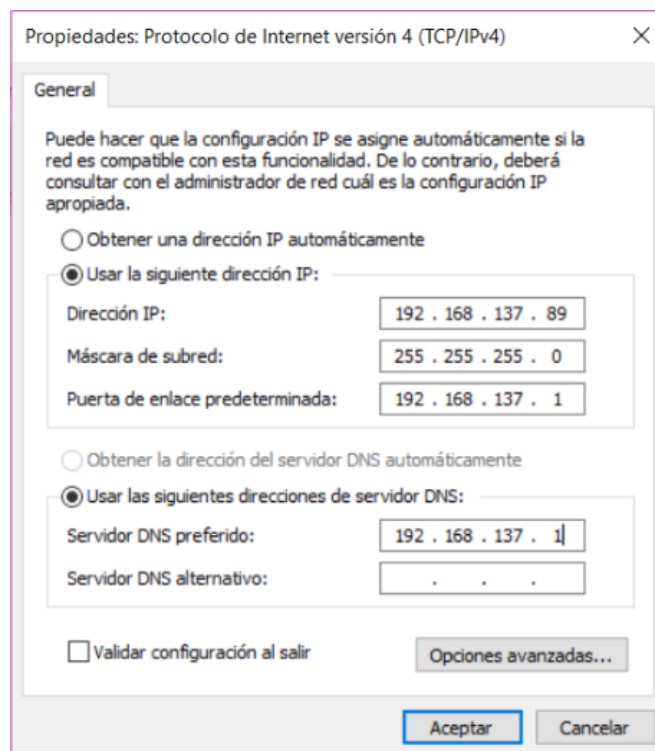 Propiedades: Protocolo de Internet versión 4 (TCP/IPv4)
General
Puede hacer que la configuración IP se asigne automáticamente si la
red es compatible con esta funcionalidad. De lo contrario, deberá
consultar con el administrador de red cuál es la configuración IP
apropiada.
Obtener una dirección IP automáticamente
Usar la siguiente dirección IP:
Dirección IP: 192 . 168 . 137 . 89
Máscara de subred: 255 . 255 . 255 . 0
Puerta de enlace predeterminada: 192 . 168 . 137 . 1
Obtener la dirección del servidor DNS automáticamente
Usar las siguientes direcciones de servidor DNS:
Servidor DNS preferido: 192 . 168 . 137 . 1
Servidor DNS alternativo: . . .
Validar configuración al salir Opciones avanzadas...
Aceptar Cancelar